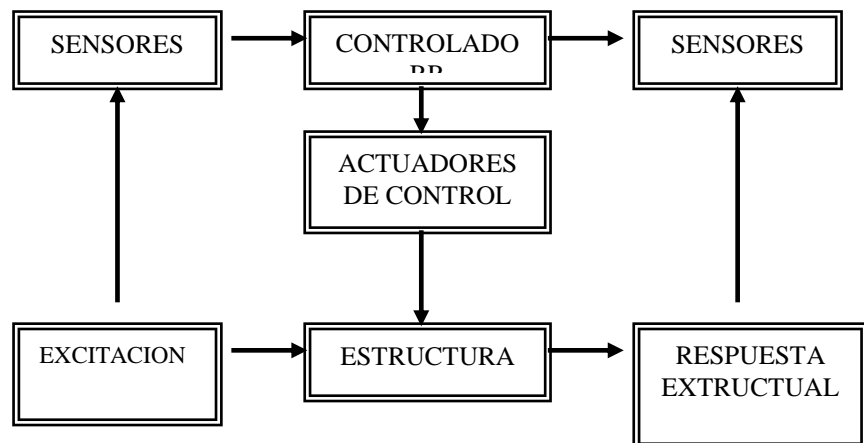 SENSORES
CONTROLADO
SENSORES
ACTUADORES
DE CONTROL
EXCITACION
ESTRUCTURA
RESPUESTA
EXTRUCTUAL